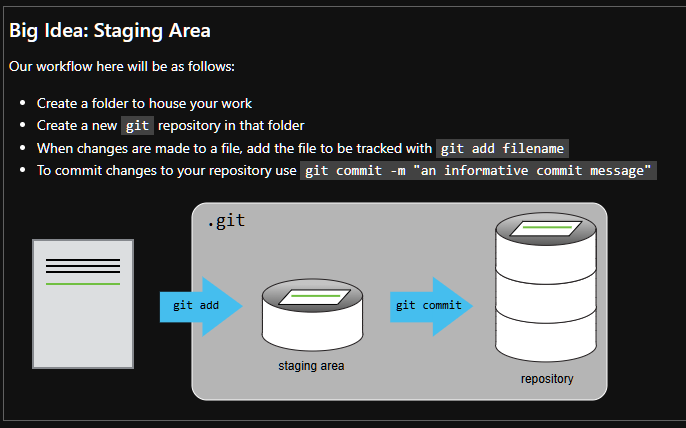 Big Idea: Staging Area
Our workflow here will be as follows:
• Create a folder to house your work
• Create a new git repository in that folder
• When changes are made to a file, add the file to be tracked with git add filename
• To commit changes to your repository use git commit -m "an informative commit message"
.git
git add
git commit
staging area
repository